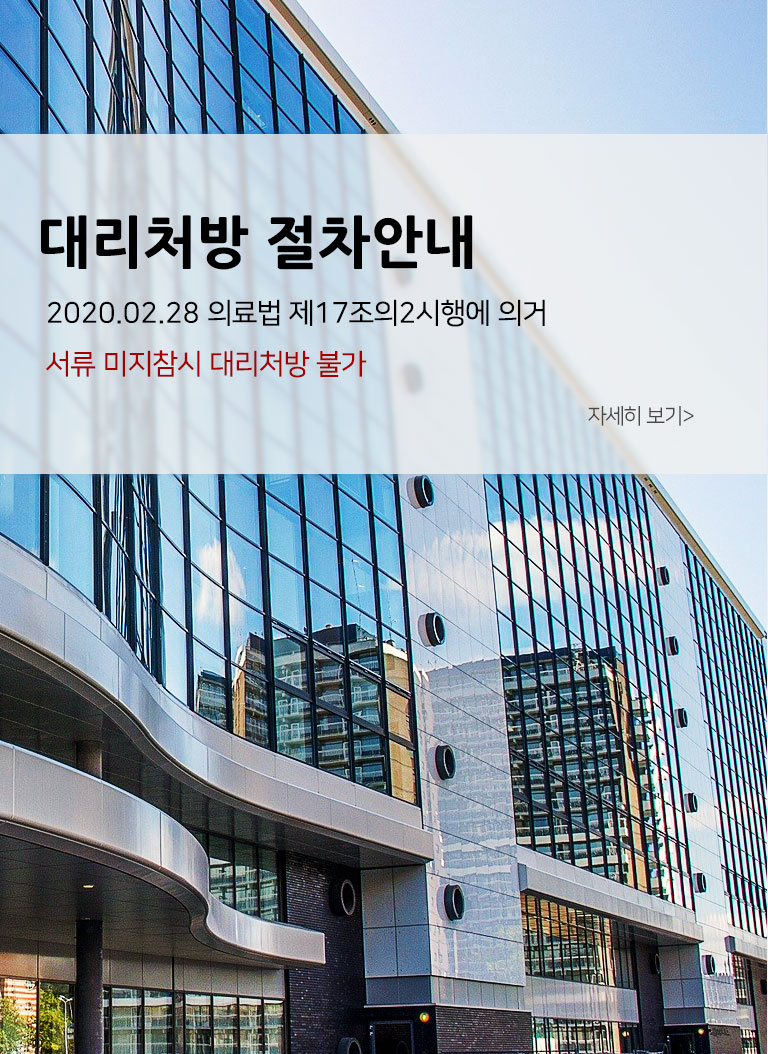 대리처방 절차안내
2020.02.28 의료법 제17조의2시행에 의거
서류 미지참시 대리처방 불가
자세히 보기>